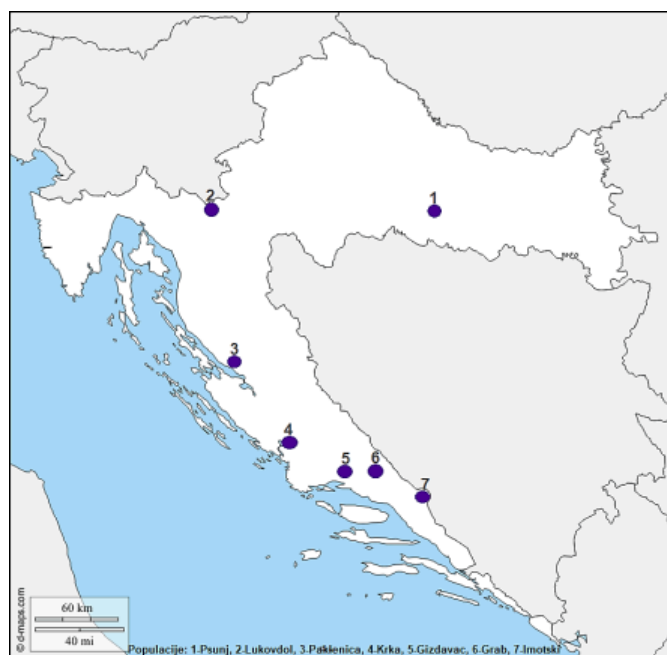 2
1
3
4
5
6
7
60 km
40 mi
© d-maps.com
Populacije: 1-Psunj, 2-Lukovdol, 3-Paklenica, 4-Krka, 5-Gizdavac, 6-Grab, 7-Imotski